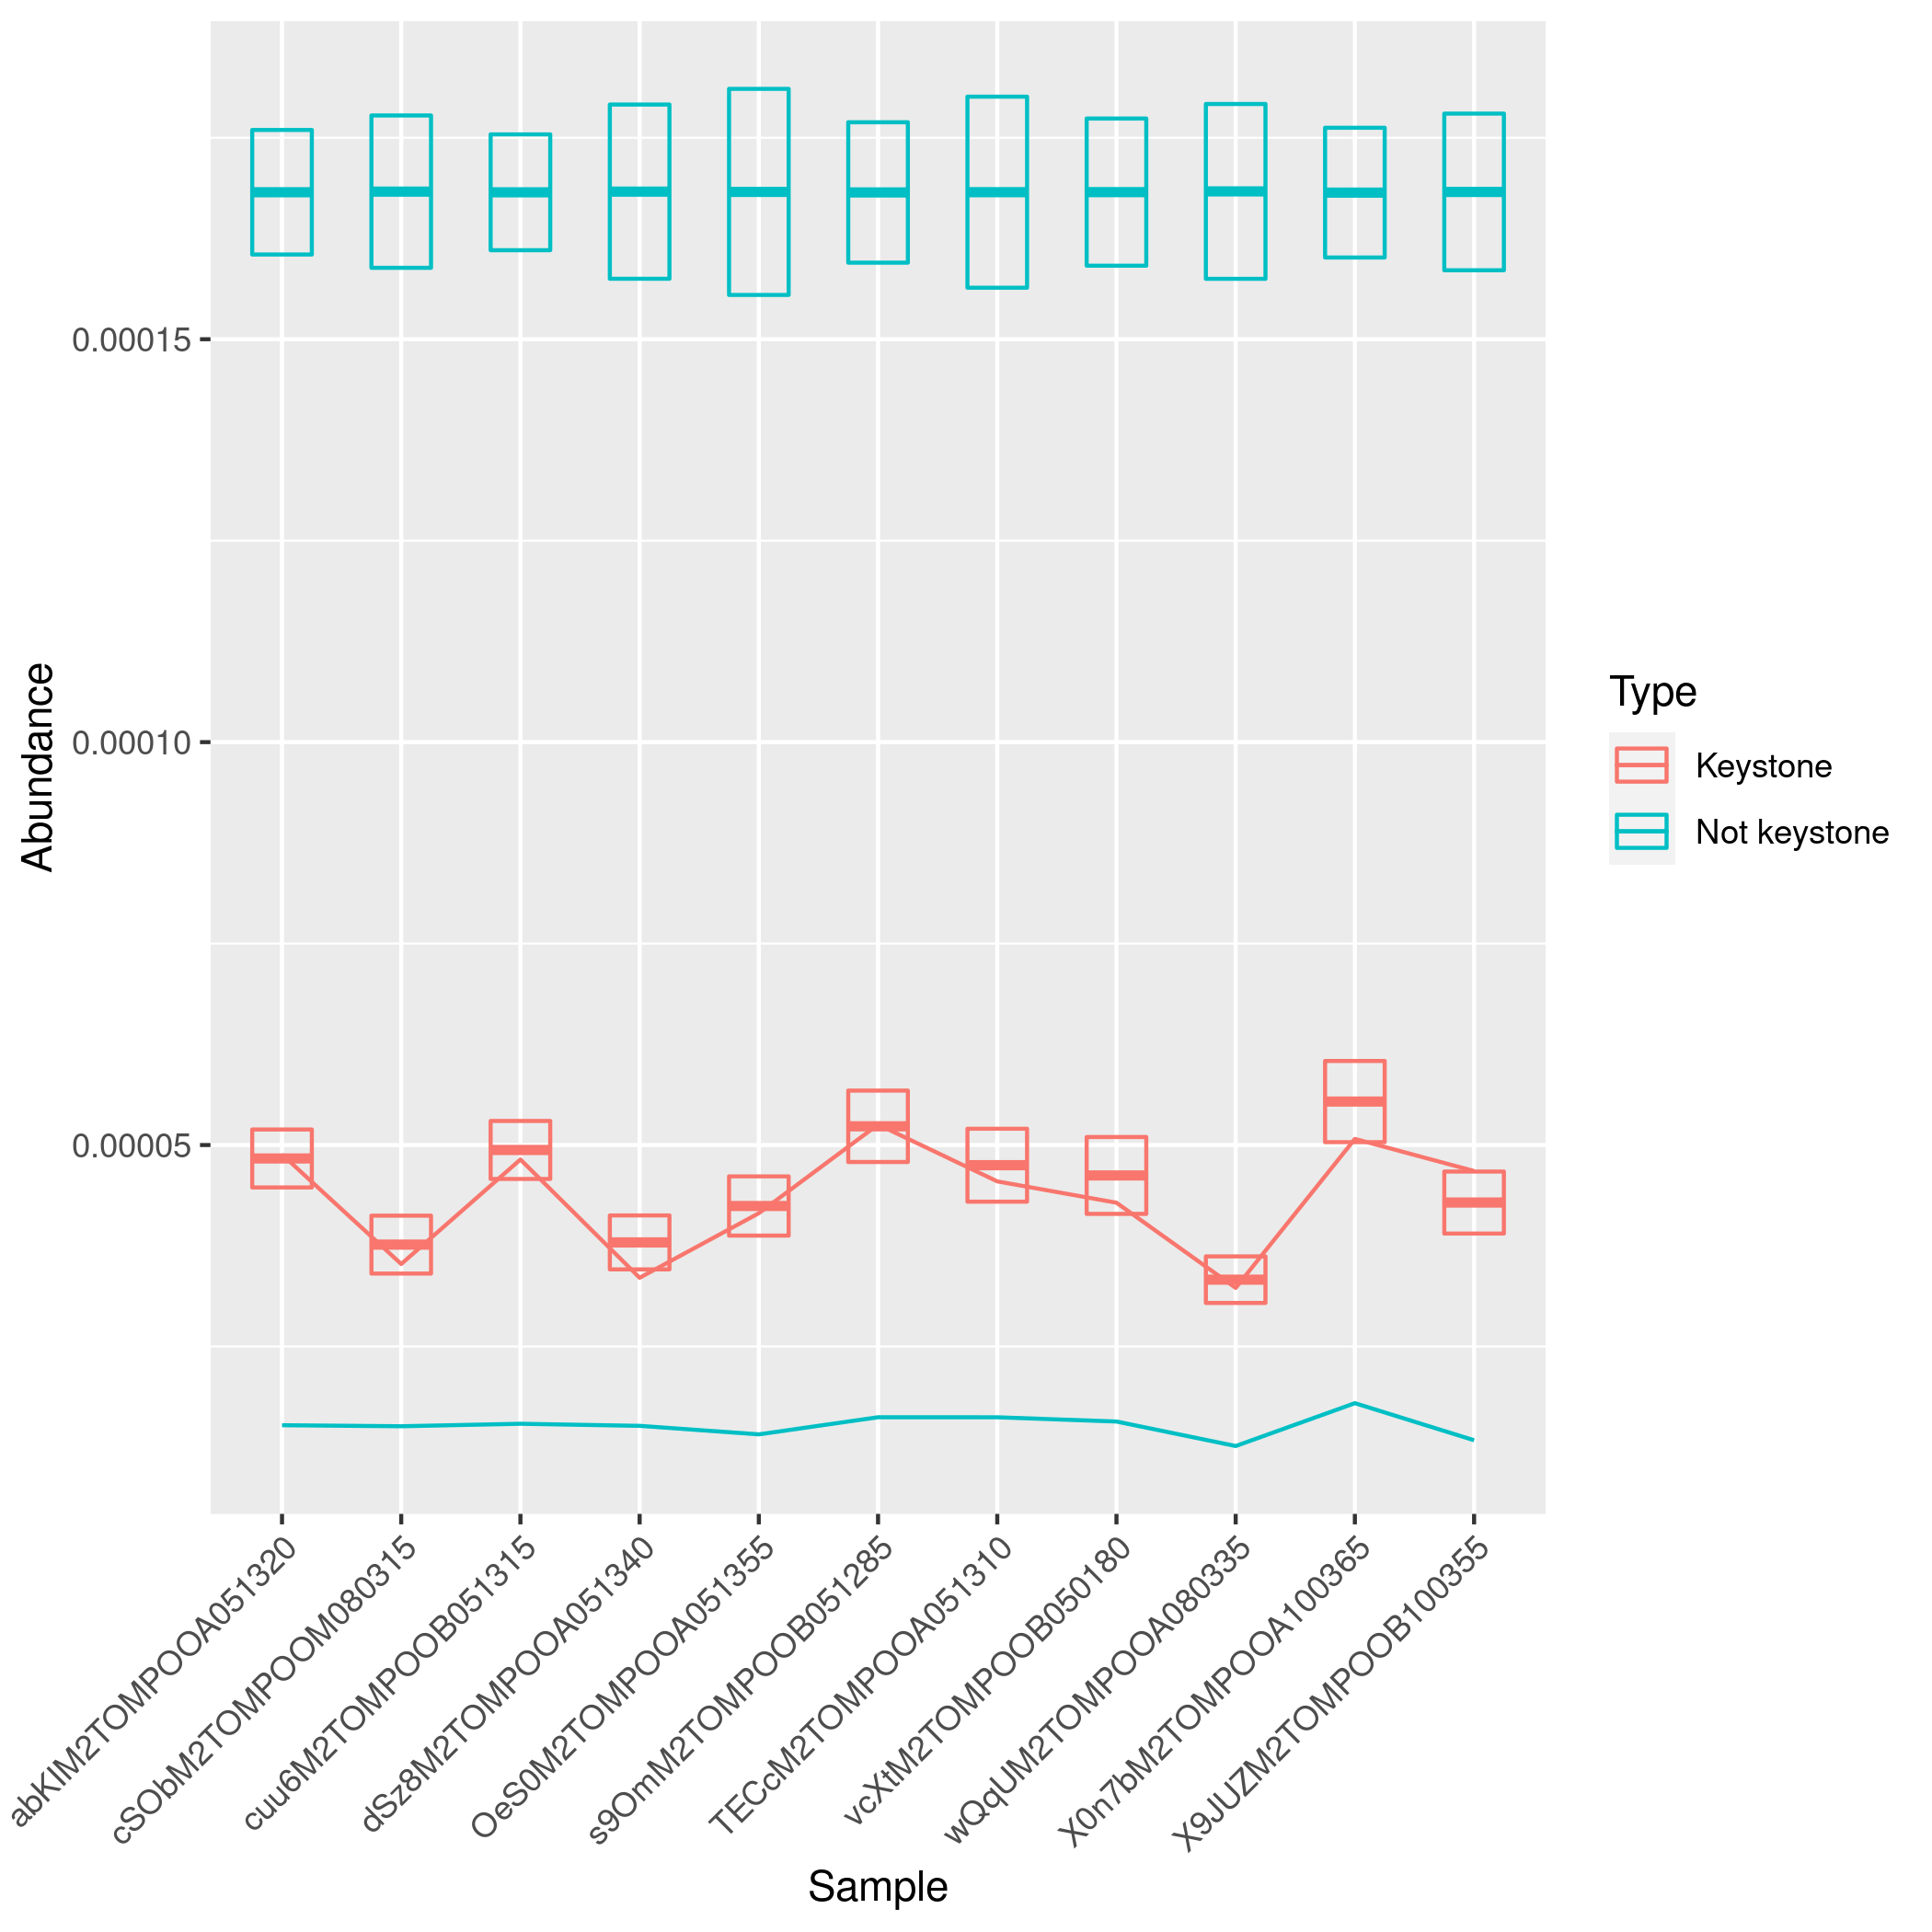 Abundance
0.00015
0.00010
0.00005
abKlM2TOMPOOA051320
cSObM2TOMPOOM080315
cuu6M2TOMPOOB051315
dSz8M2TOMPOOA051340
OeS0M2TOMPOOA051355
s9OmM2TOMPOOB051285
TECcM2TOMPOOA051310
vcXtM2TOMPOOB050180
wQqUM2TOMPOOA080335
X0n7bM2TOMPOOA100365
X9JUZM2TOMPOOB100355
Sample
Type
Keystone
Not keystone